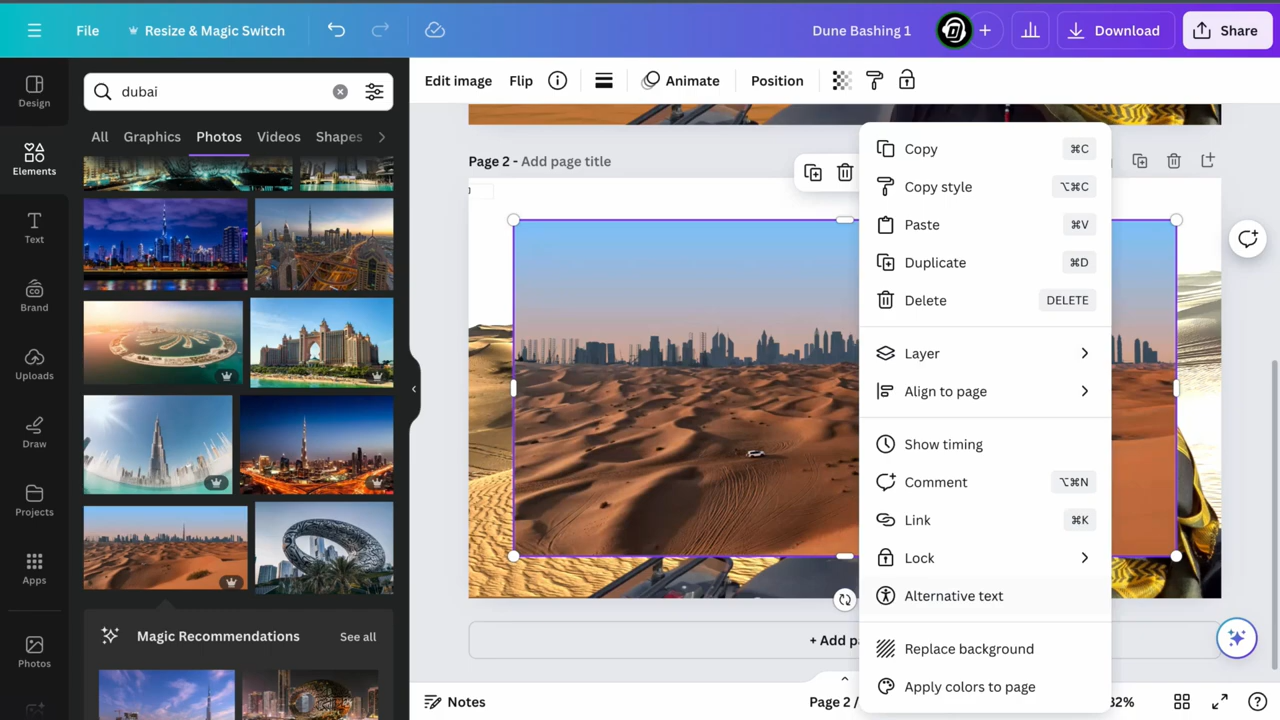 File
Resize & Magic Switch
Dune Bashing 1
Download
Share
Design
Elements
Text
Brand
Uploads
Draw
Projects
Apps
Photos
dubai
All Graphics Photos Videos Shapes
Magic Recommendations See all
Edit image Flip Animate Position
Page 2 - Add page title
Copy ⌘C
Copy style ⌥⌘C
Paste ⌘V
Duplicate ⌘D
Delete DELETE
Layer
Align to page
Show timing
Comment ⌥⌘N
Link ⌘K
Lock
Alternative text
Replace background
Apply colors to page
+ Add
Notes
Page 2 /